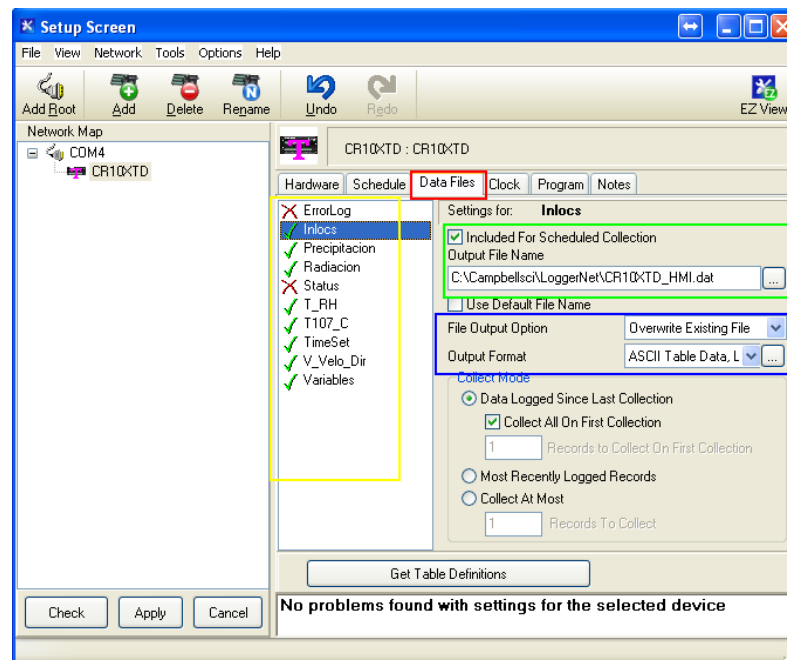 Setup Screen
File View Network Tools Options Help
Add Root Add Delete Rename Undo Redo EZ View
Network Map
COM4
CR10XTD
CR10XTD : CR10XTD
Hardware Schedule Data Files Clock Program Notes
ErrorLog
Inlocs
Precipitacion
Radiacion
Status
T_RH
T107_C
TimeSet
V_Velo_Dir
Variables
Settings for: Inlocs
Included For Scheduled Collection
Output File Name
C:\Campbellsci\LoggerNet\CR10XTD_HMI.dat ...
Use Default File Name
File Output Option Overwrite Existing File
Output Format ASCII Table Data, L ...
Collect Mode
Data Logged Since Last Collection
Collect All On First Collection
1 Records to Collect On First Collection
Most Recently Logged Records
Collect At Most
1 Records To Collect
Get Table Definitions
Check Apply Cancel
No problems found with settings for the selected device